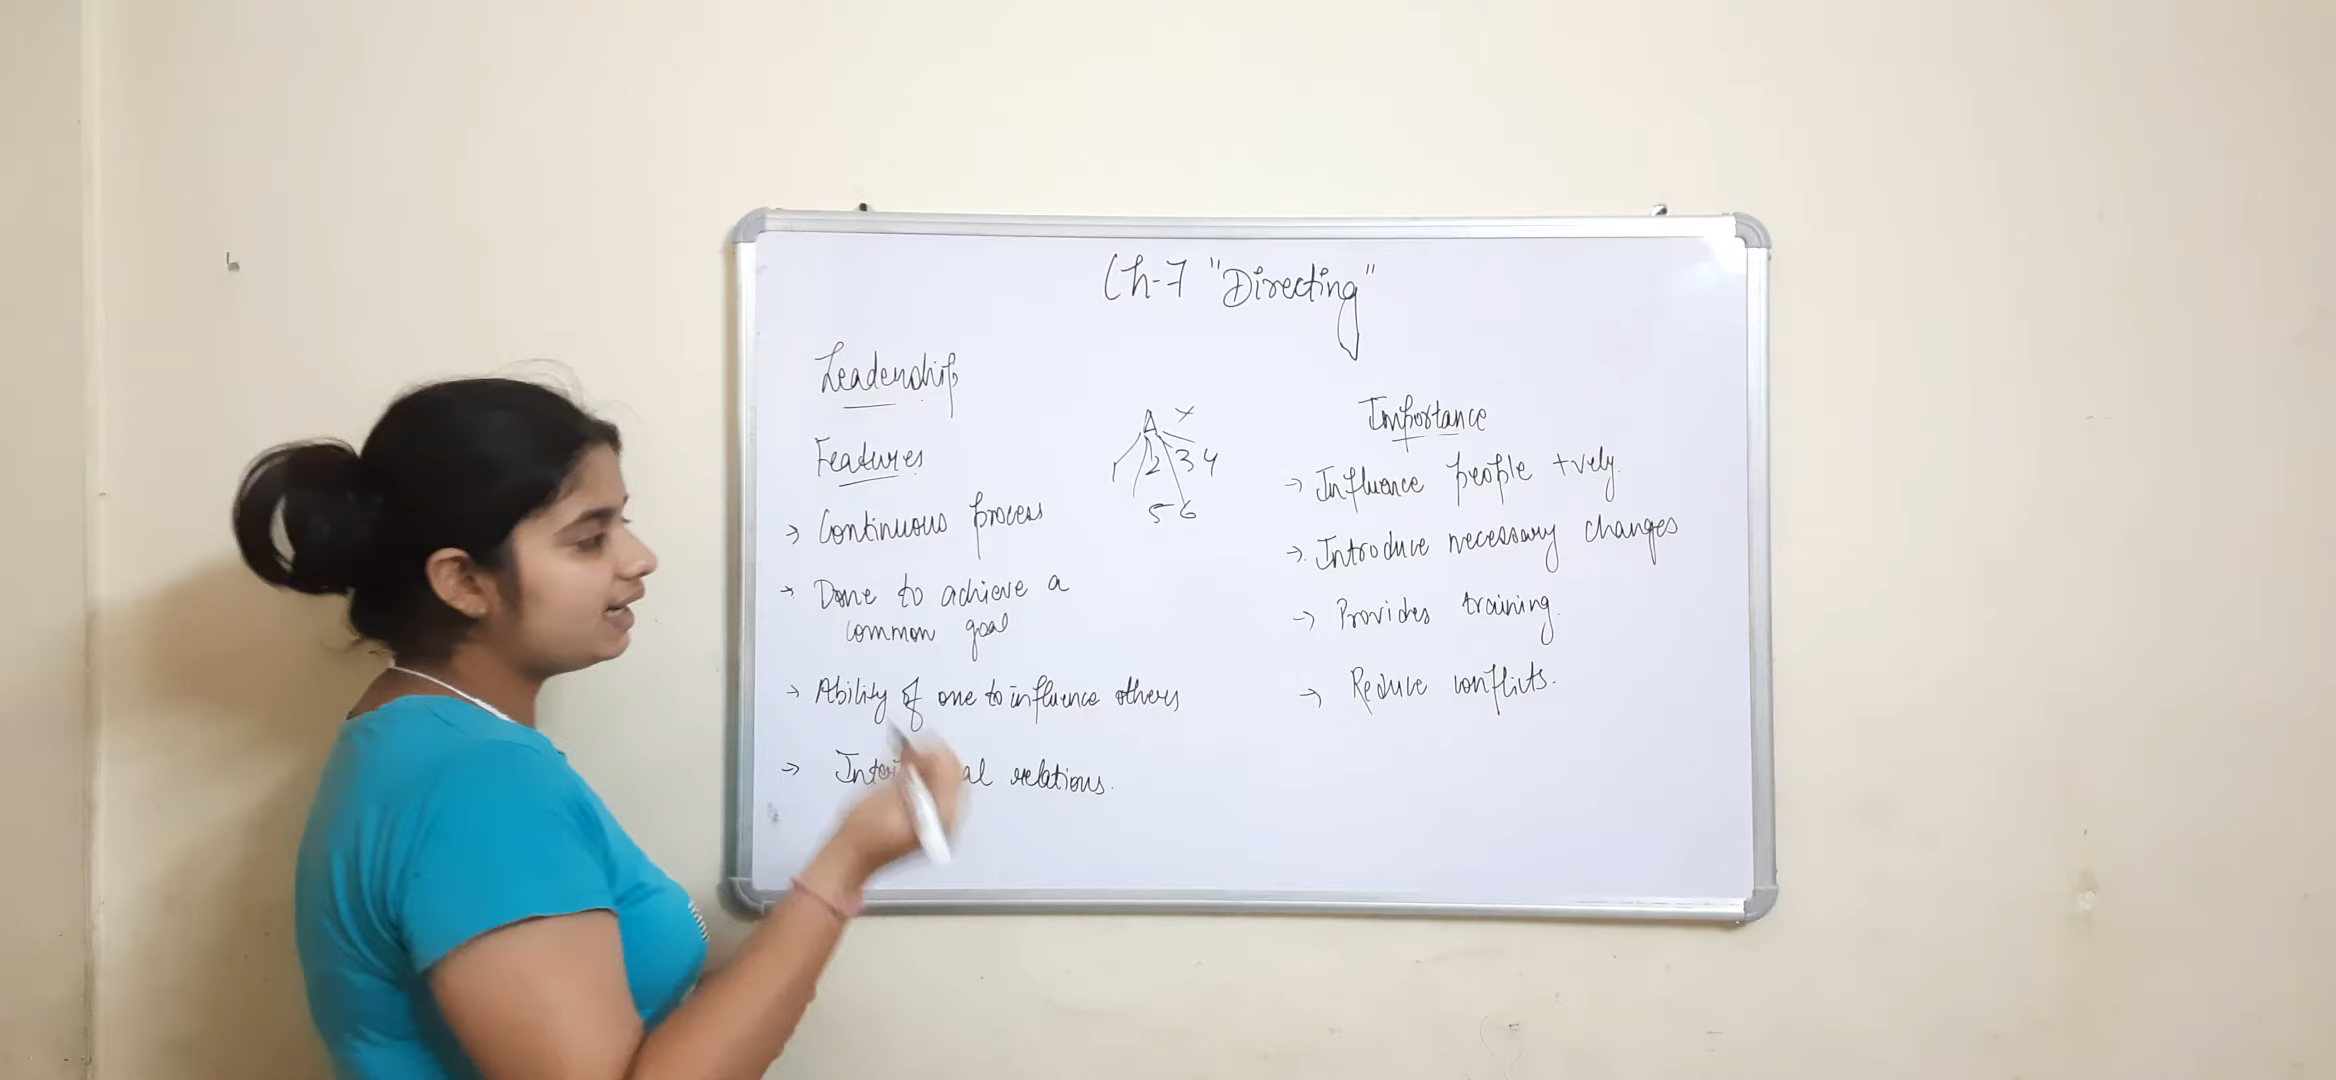 Ch-7 "Directing"
Leadership
Features
→ Continuous process
→ Done to achieve a
common goal
→ Ability of one to influence others
→ relations.
A x
1 2 3 4
5 6
Importance
→ Influence people +vely.
→ Introduce necessary changes
→ Provides training.
→ Reduce conflicts.